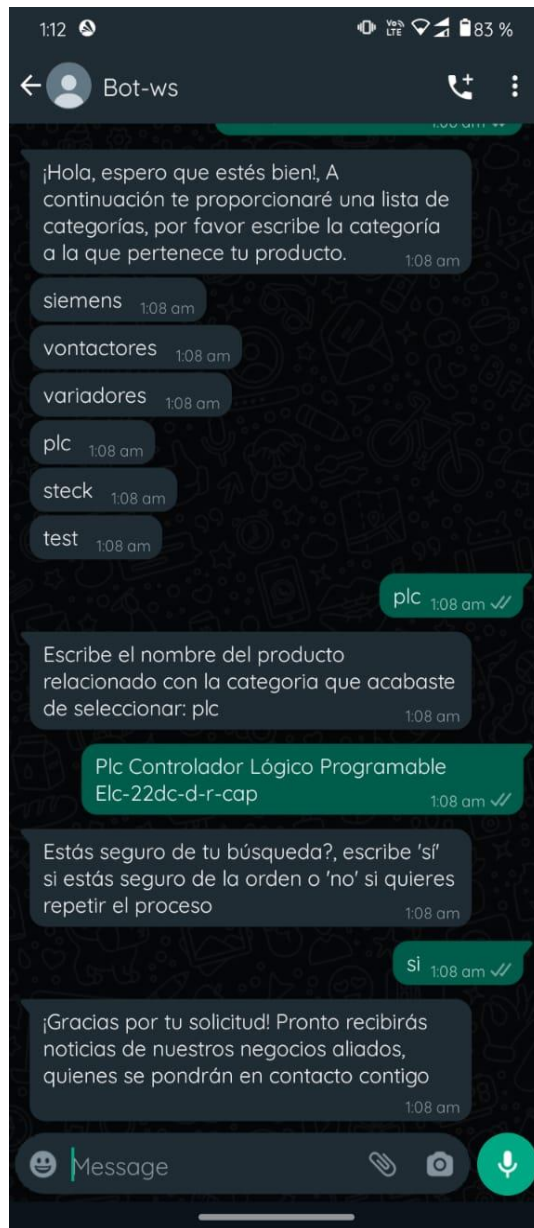 1:12
LTE 83 %
Bot-ws
¡Hola, espero que estés bien!, A
continuación te proporcionaré una lista de
categorías, por favor escribe la categoría
a la que pertenece tu producto.
1:08 am
siemens 1:08 am
vontactores 1:08 am
variadores 1:08 am
plc 1:08 am
steck 1:08 am
test 1:08 am
plc 1:08 am
Escribe el nombre del producto
relacionado con la categoria que acabaste
de seleccionar: plc
1:08 am
Plc Controlador Lógico Programable
Elc-22dc-d-r-cap
1:08 am
Estás seguro de tu búsqueda?, escribe 'sí'
si estás seguro de la orden o 'no' si quieres
repetir el proceso
1:08 am
si 1:08 am
¡Gracias por tu solicitud! Pronto recibirás
noticias de nuestros negocios aliados,
quienes se pondrán en contacto contigo
1:08 am
Message